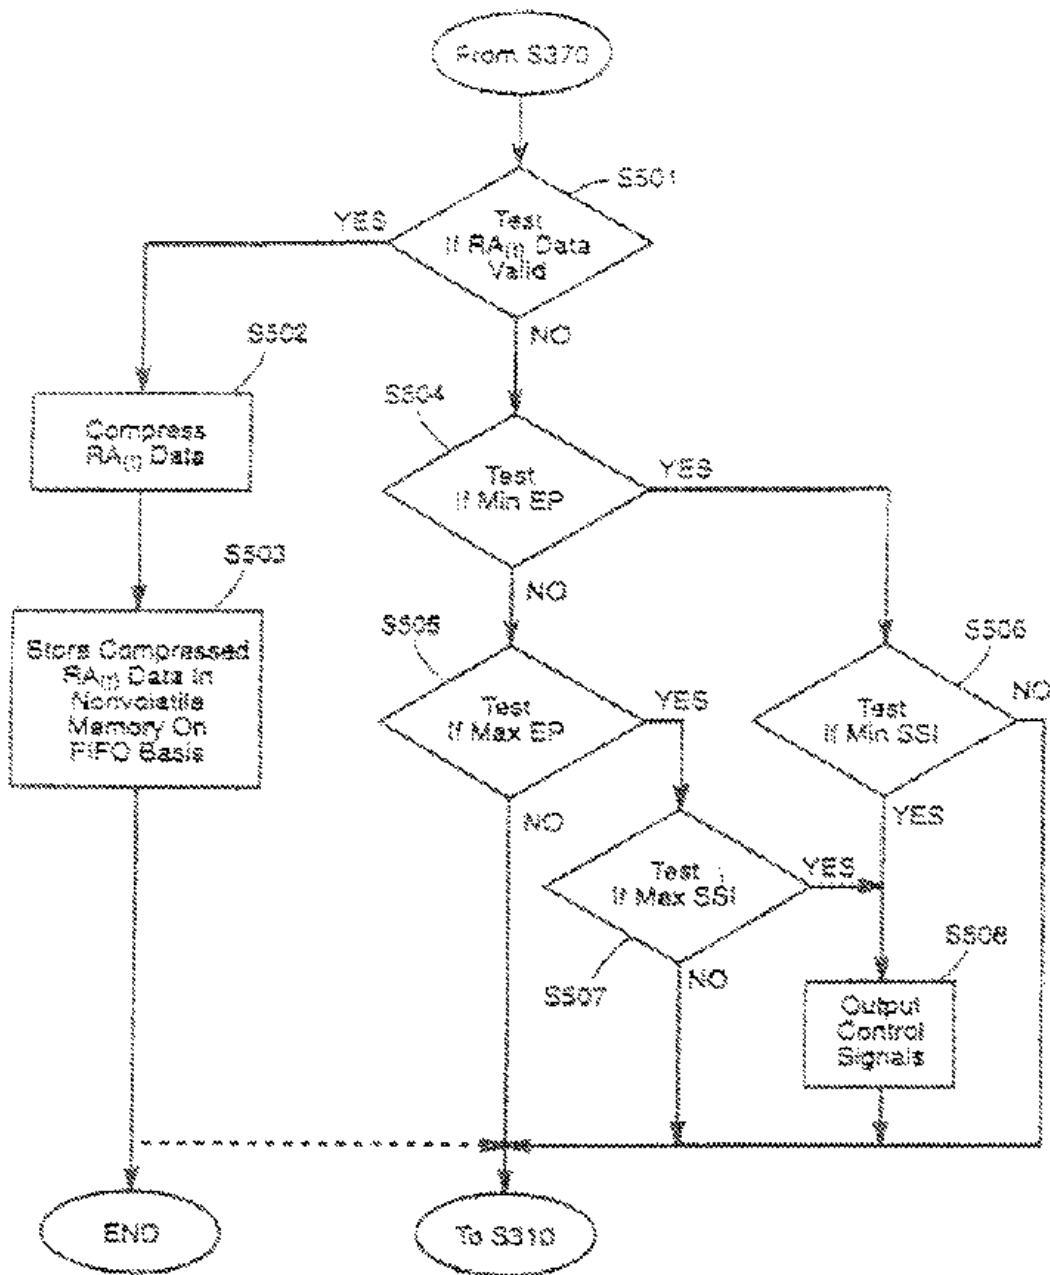 From S370
S501
YES
Test
If RA(t) Data
Valid
NO
S502
Compress
RA(t) Data
S504
Test
If Min EP
YES
NO
S503
Store Compressed
RA(t) Data In
Nonvolatile
Memory On
FIFO Basis
S505
Test
If Max EP
YES
NO
S506
Test
If Min SSI
NO
YES
Test
If Max SSI
YES
S507
NO
S508
Output
Control
Signals
END
To S310